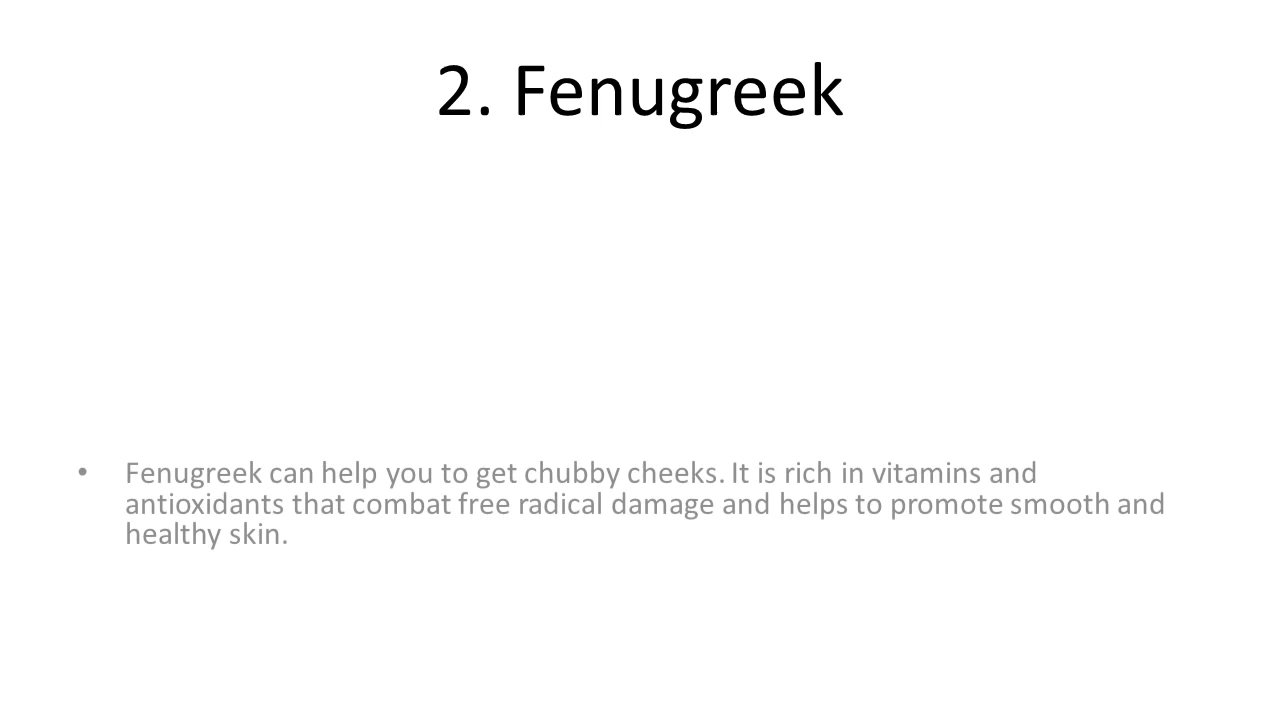 2. Fenugreek
• Fenugreek can help you to get chubby cheeks. It is rich in vitamins and
antioxidants that combat free radical damage and helps to promote smooth and
healthy skin.